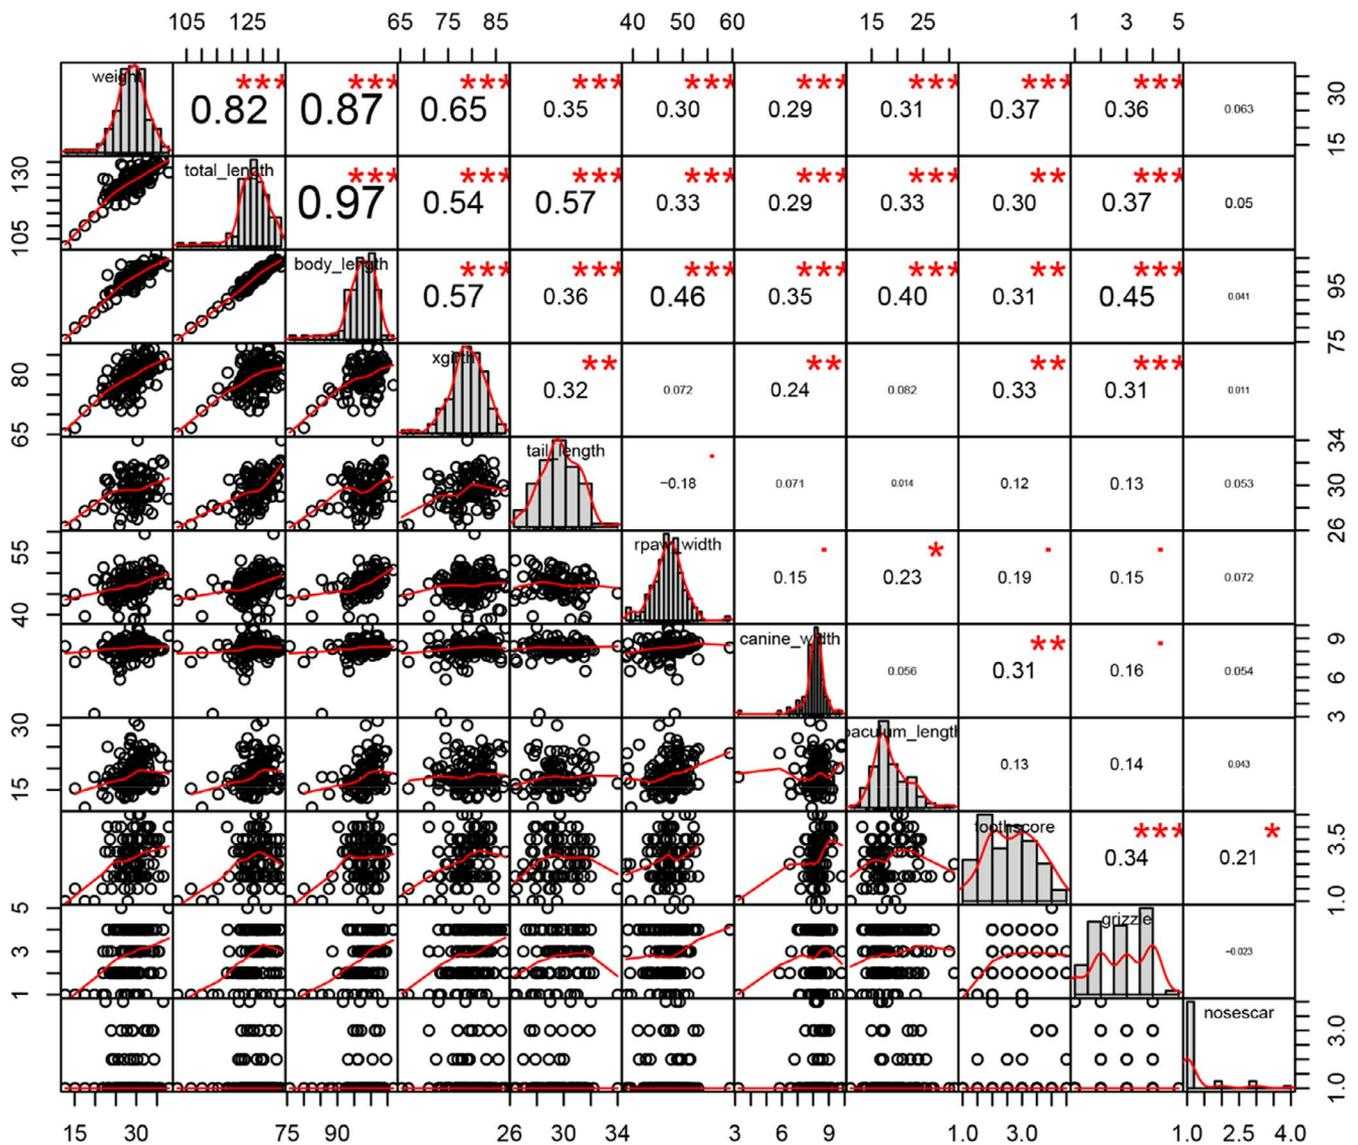 105 125 65 75 85 40 50 60 15 25 1 3 5
weight 0.82 *** 0.87 *** 0.65 *** 0.35 *** 0.30 *** 0.29 *** 0.31 *** 0.37 *** 0.36 *** 0.063 15 30
105 130 total_length 0.97 *** 0.54 *** 0.57 *** 0.33 *** 0.29 *** 0.33 *** 0.30 ** 0.37 *** 0.05
body_length 0.57 *** 0.36 *** 0.46 *** 0.35 *** 0.40 *** 0.31 ** 0.45 *** 0.041 75 95
65 80 xgirth 0.32 ** 0.072 0.24 ** 0.082 0.33 ** 0.31 *** 0.011
tail_length −0.18 . 0.071 0.014 0.12 0.13 0.053 26 30 34
40 55 rpaw_width 0.15 . 0.23 * 0.19 . 0.15 . 0.072
canine_width 0.056 0.31 ** 0.16 . 0.054 3 6 9
15 30 baculum_length 0.13 0.14 0.043
toothscore 0.34 *** 0.21 * 1.0 3.5
1 3 5 grizzle −0.023
nosescar 1.0 3.0
15 30 75 90 26 30 34 3 6 9 1.0 3.0 1.0 2.5 4.0